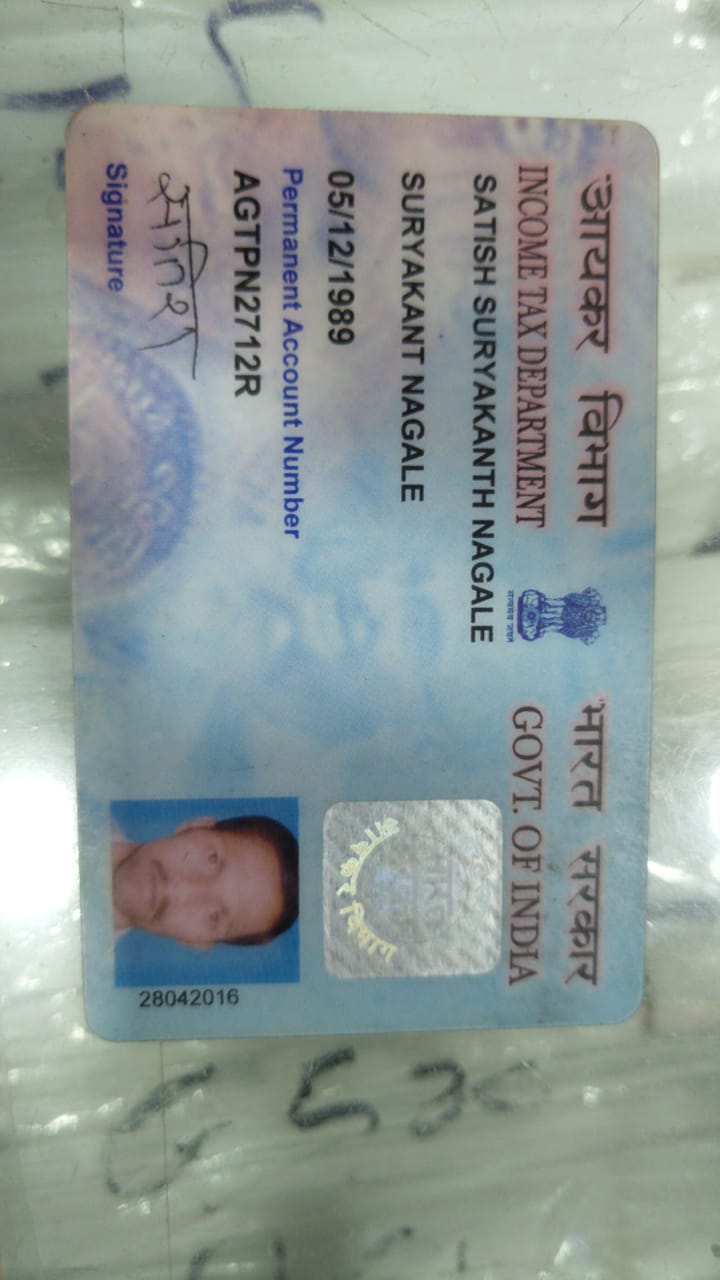 आयकर विभाग
INCOME TAX DEPARTMENT
भारत सरकार
GOVT. OF INDIA
सत्यमेव जयते
SATISH SURYAKANTH NAGALE
SURYAKANT NAGALE
05/12/1989
Permanent Account Number
AGTPN2712R
Signature
आयकर विभाग
28042016